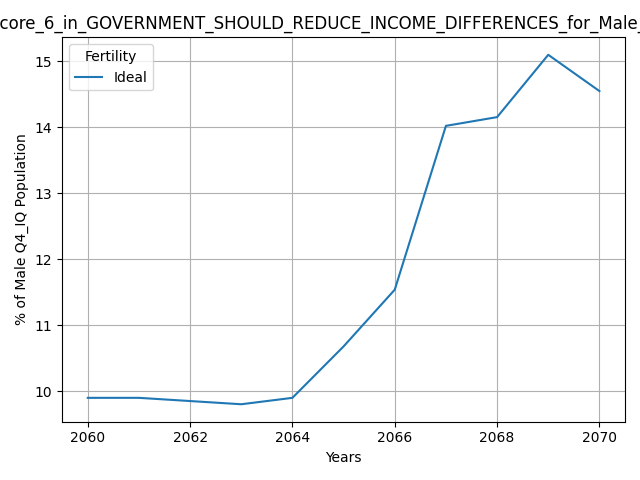 core_6_in_GOVERNMENT_SHOULD_REDUCE_INCOME_DIFFERENCES_for_Male_
Fertility
Ideal
15
14
13
12
11
10
% of Male Q4_IQ Population
2060 2062 2064 2066 2068 2070
Years